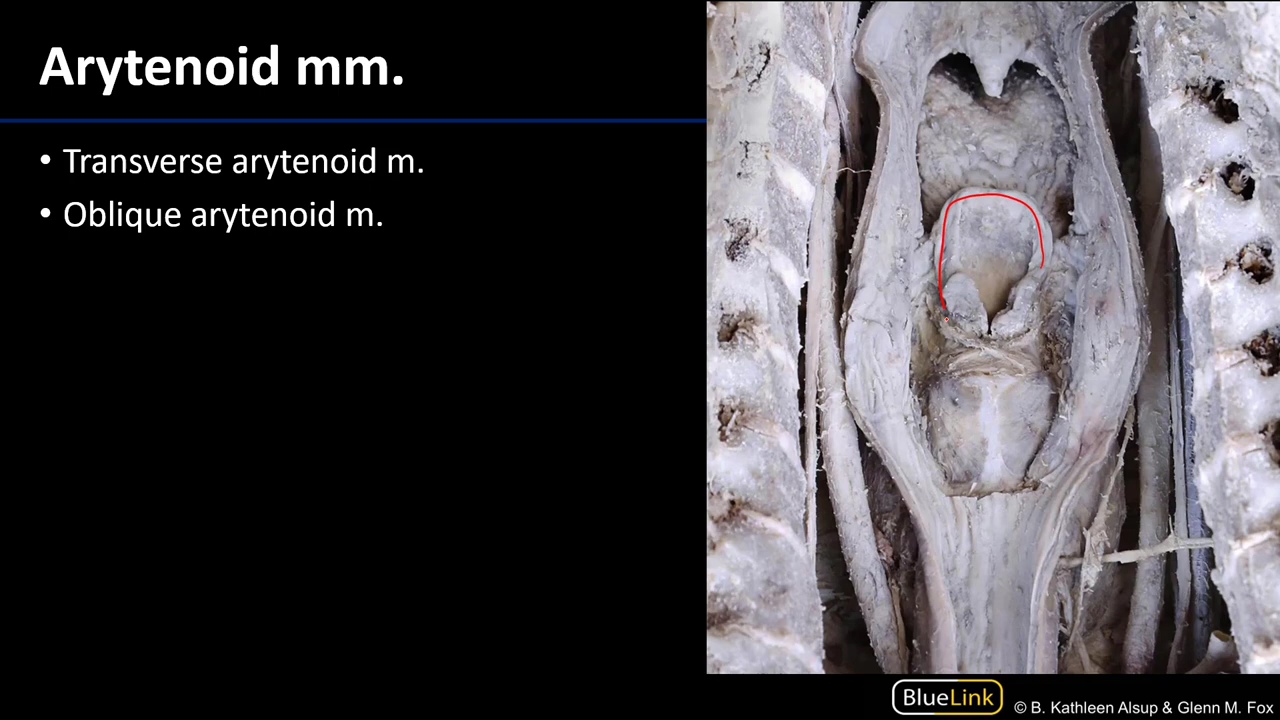 Arytenoid mm.
• Transverse arytenoid m.
• Oblique arytenoid m.
BlueLink
© B. Kathleen Alsup & Glenn M. Fox